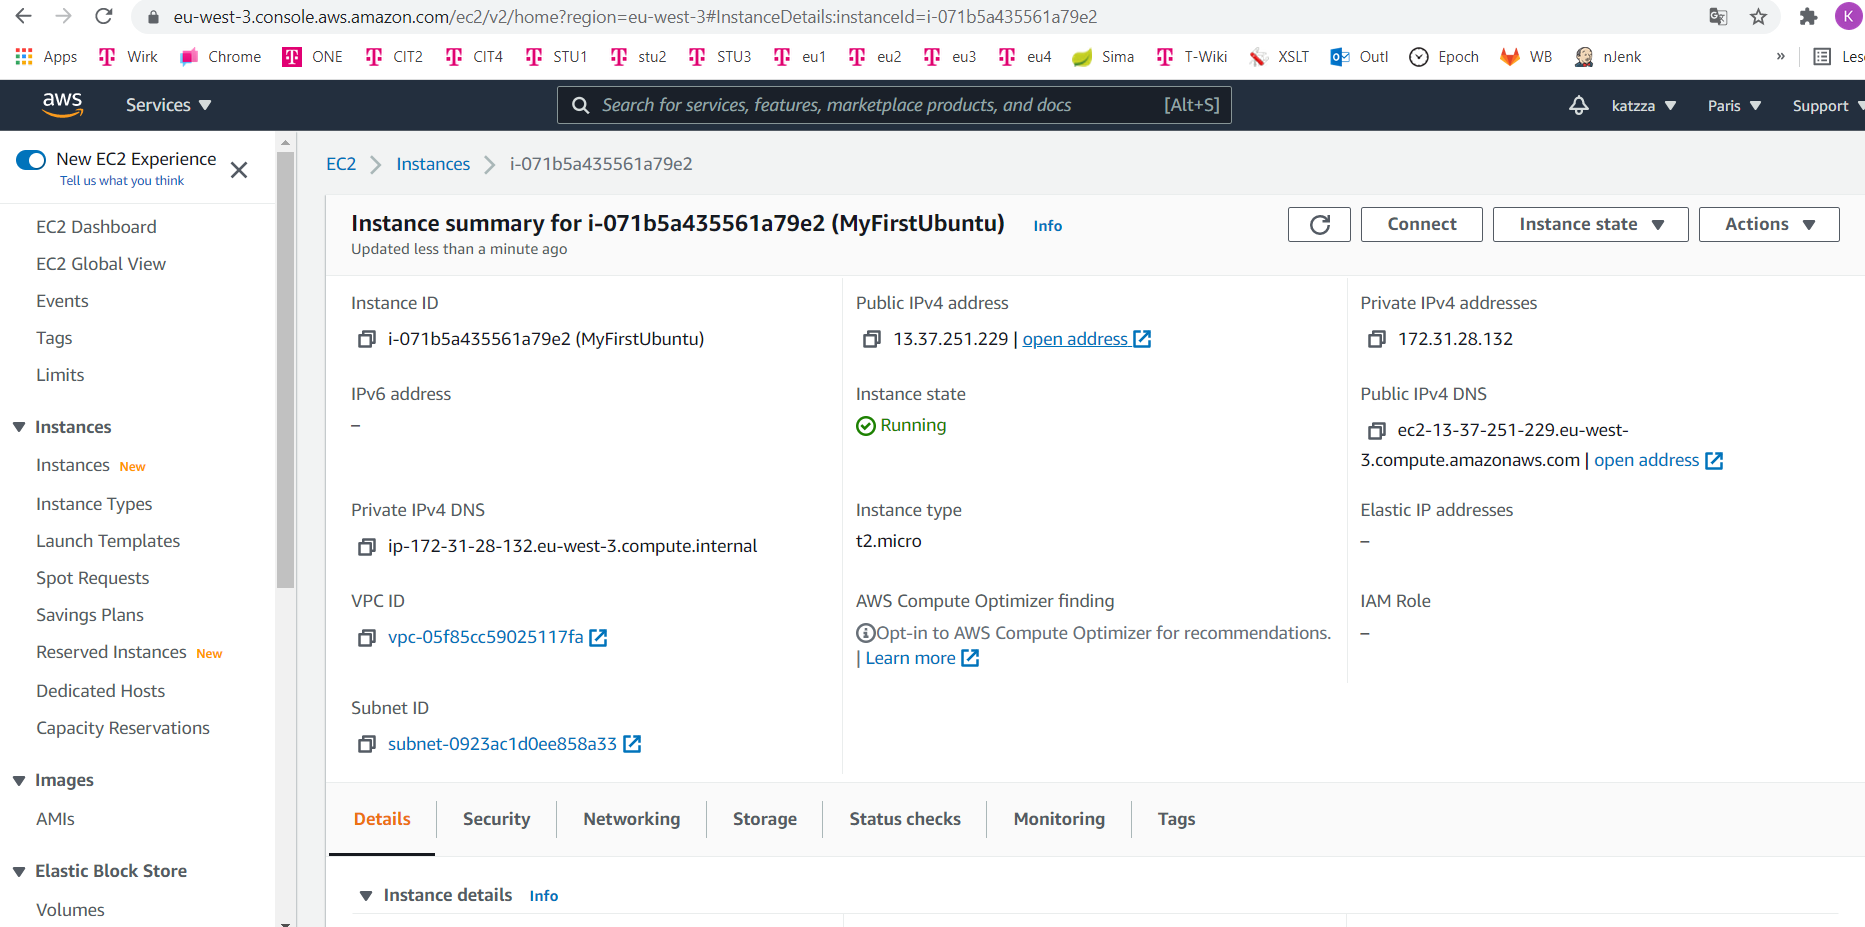 eu-west-3.console.aws.amazon.com/ec2/v2/home?region=eu-west-3#InstanceDetails:instanceId=i-071b5a435561a79e2
K
Apps Wirk Chrome ONE CIT2 CIT4 STU1 stu2 STU3 eu1 eu2 eu3 eu4 Sima T-Wiki XSLT Outl Epoch WB nJenk » Lese
aws Services Search for services, features, marketplace products, and docs [Alt+S] katzza Paris Support
New EC2 Experience
Tell us what you think
EC2 Dashboard
EC2 Global View
Events
Tags
Limits
Instances
Instances New
Instance Types
Launch Templates
Spot Requests
Savings Plans
Reserved Instances New
Dedicated Hosts
Capacity Reservations
Images
AMIs
Elastic Block Store
Volumes
EC2 > Instances > i-071b5a435561a79e2
Instance summary for i-071b5a435561a79e2 (MyFirstUbuntu) Info
Updated less than a minute ago
Connect Instance state Actions
Instance ID
i-071b5a435561a79e2 (MyFirstUbuntu)
Public IPv4 address
13.37.251.229 | open address
Private IPv4 addresses
172.31.28.132
IPv6 address
–
Instance state
Running
Public IPv4 DNS
ec2-13-37-251-229.eu-west-
3.compute.amazonaws.com | open address
Private IPv4 DNS
ip-172-31-28-132.eu-west-3.compute.internal
Instance type
t2.micro
Elastic IP addresses
–
VPC ID
vpc-05f85cc59025117fa
AWS Compute Optimizer finding
Opt-in to AWS Compute Optimizer for recommendations.
| Learn more
IAM Role
–
Subnet ID
subnet-0923ac1d0ee858a33
Details Security Networking Storage Status checks Monitoring Tags
Instance details Info